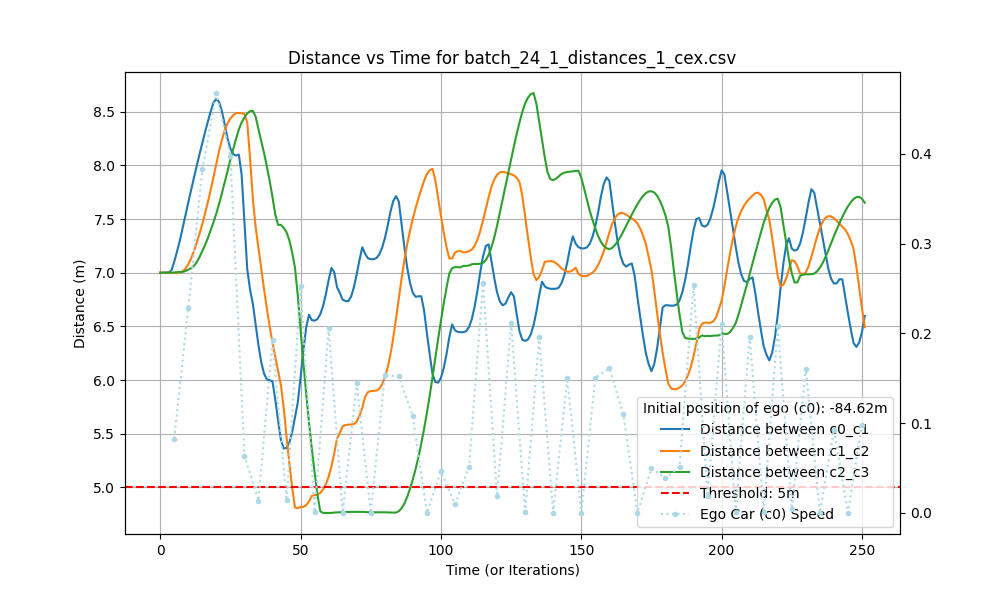 Distance vs Time for batch_24_1_distances_1_cex.csv
8.5
8.0
7.5
7.0
6.5
6.0
5.5
5.0
Distance (m)
0.4
0.3
0.2
0.1
0.0
Initial position of ego (c0): -84.62m
Distance between c0_c1
Distance between c1_c2
Distance between c2_c3
Threshold: 5m
Ego Car (c0) Speed
0 50 100 150 200 250
Time (or Iterations)